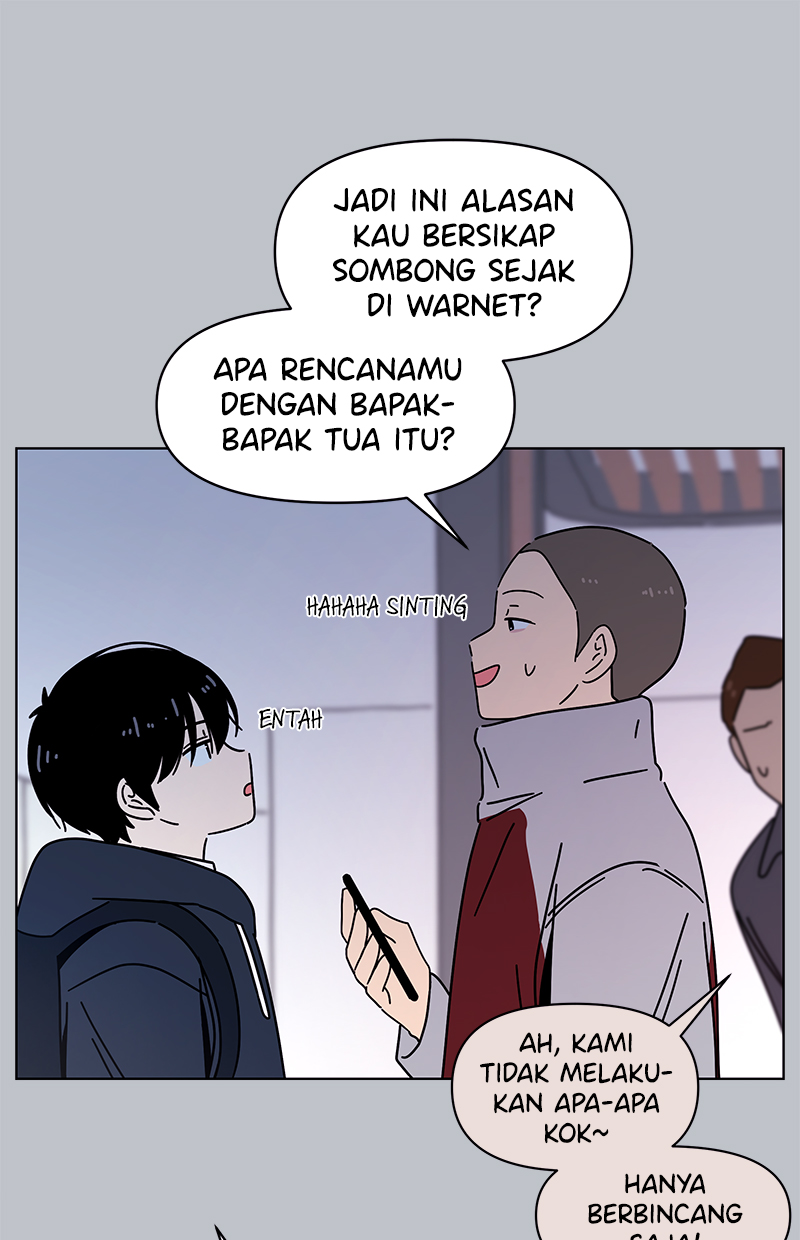 JADI INI ALASAN
KAU BERSIKAP
SOMBONG SEJAK
DI WARNET?
APA RENCANAMU
DENGAN BAPAK-
BAPAK TUA ITU?
HAHAHA SINTING
ENTAH
AH, KAMI
TIDAK MELAKU-
KAN APA-APA
KOK~
HANYA
BERBINCANG
SAJA!